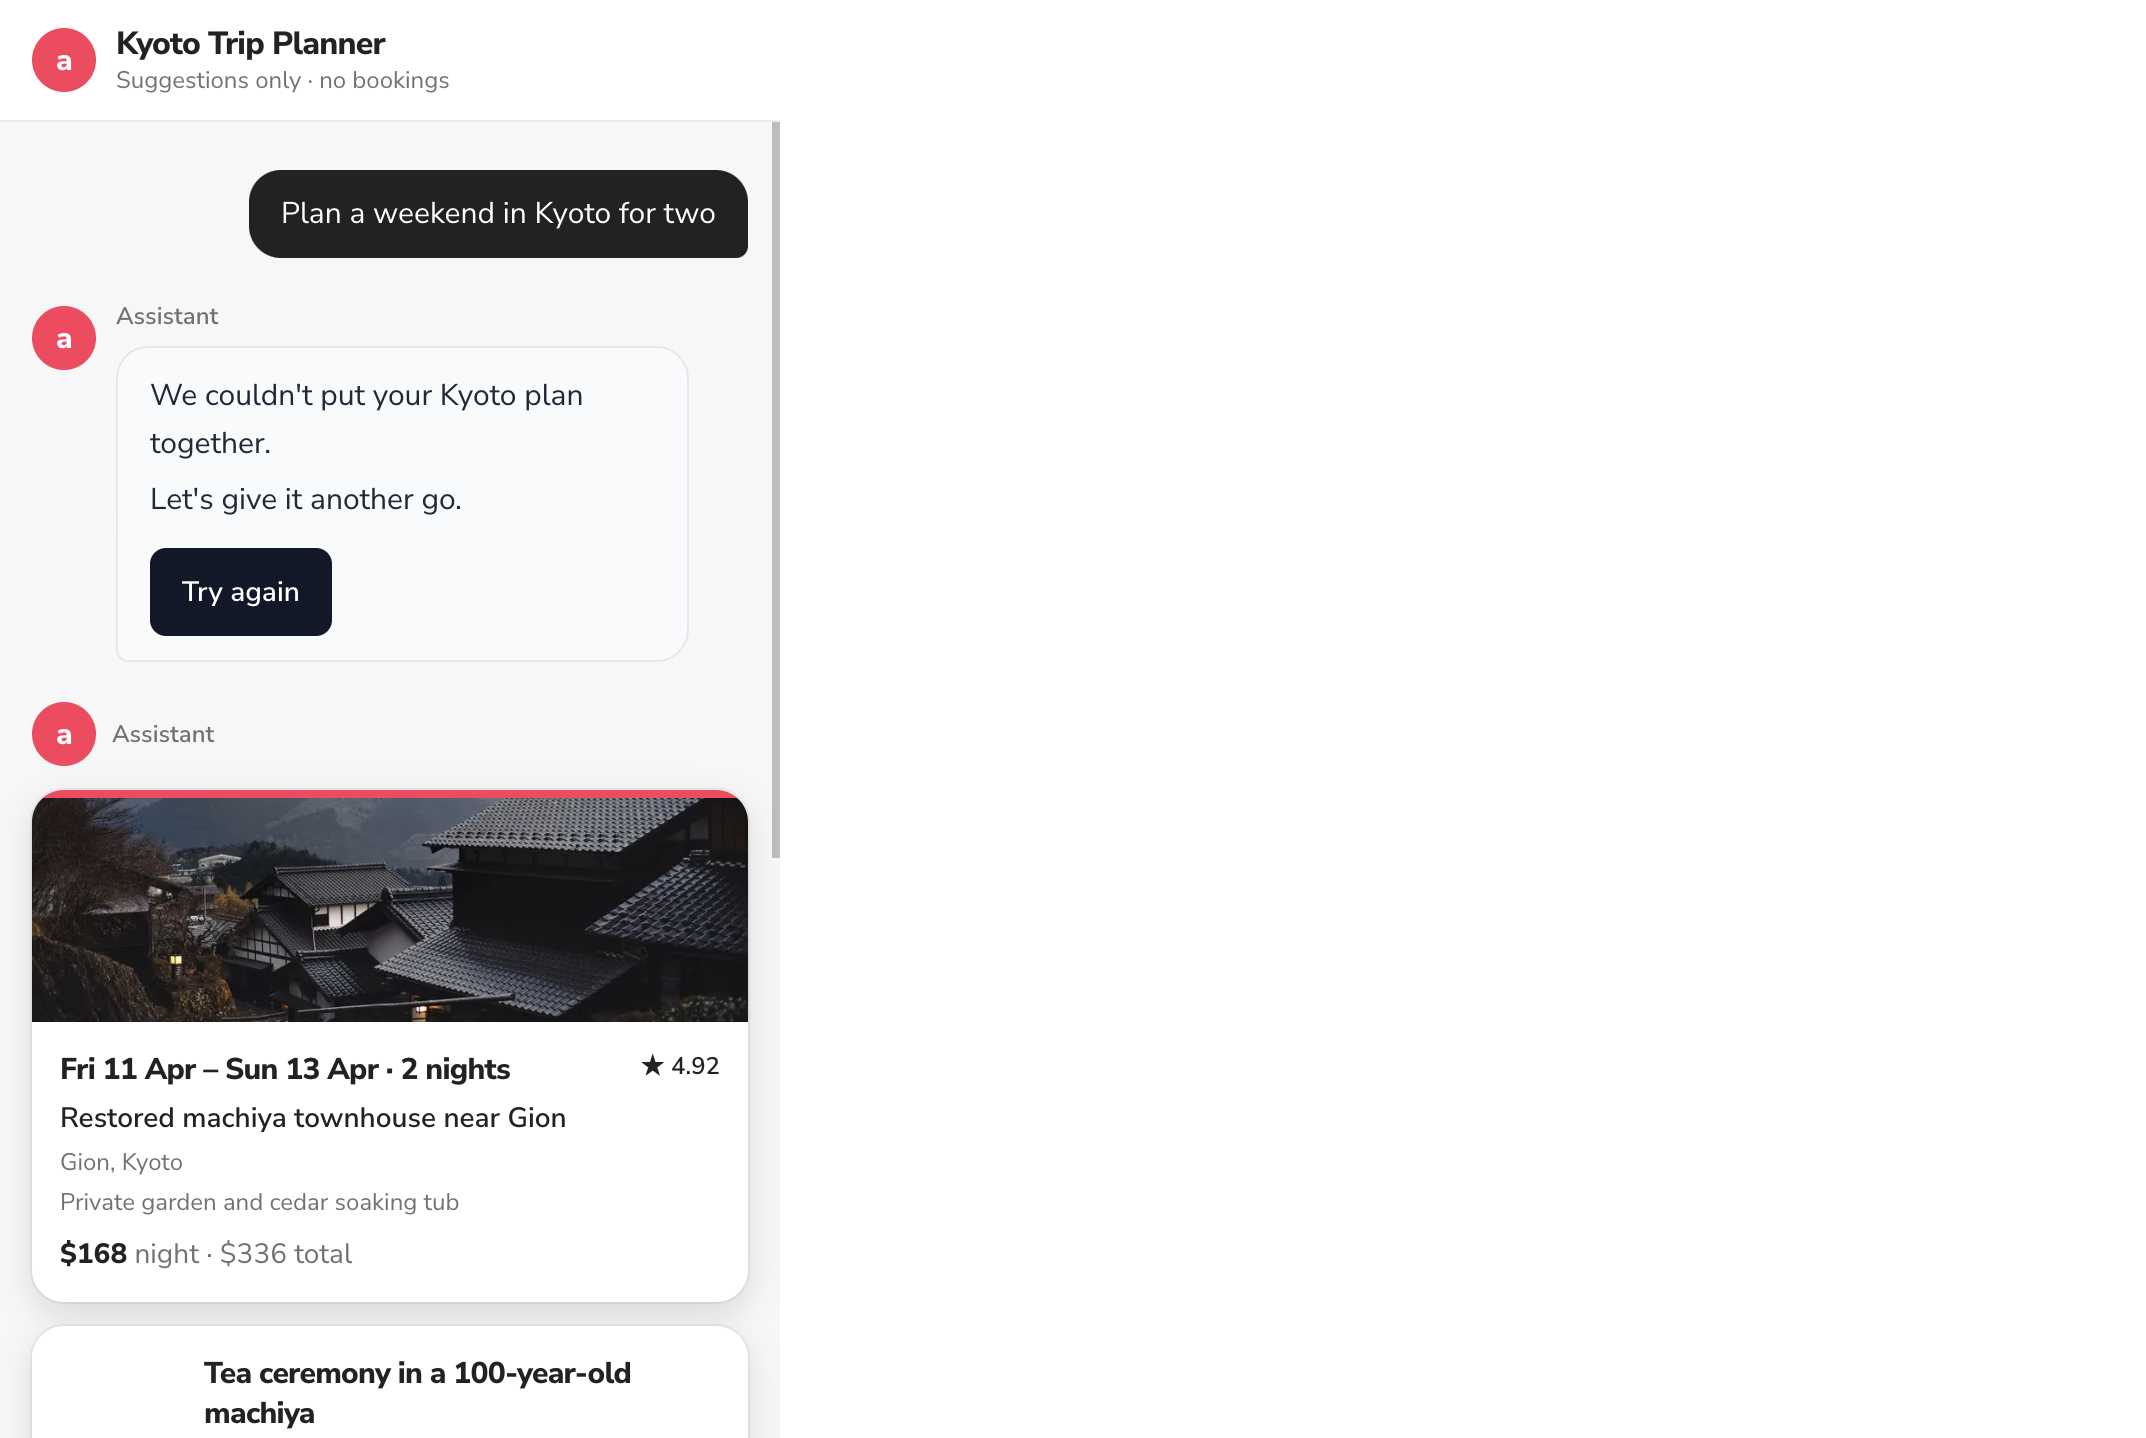 a
Kyoto Trip Planner
Suggestions only · no bookings
Plan a weekend in Kyoto for two
a
Assistant
We couldn't put your Kyoto plan
together.
Let's give it another go.
Try again
a
Assistant
Fri 11 Apr – Sun 13 Apr · 2 nights
★ 4.92
Restored machiya townhouse near Gion
Gion, Kyoto
Private garden and cedar soaking tub
$168 night · $336 total
Tea ceremony in a 100-year-old
machiya